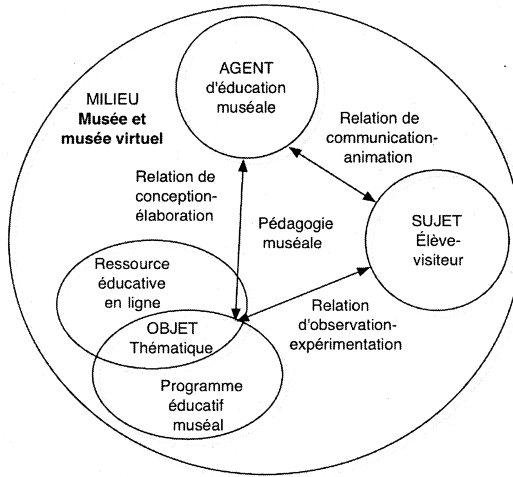 AGENT
d'éducation
muséale
MILIEU
Musée et
musée virtuel
Relation de
communication-
animation
Relation de
conception-
élaboration
Pédagogie
muséale
SUJET
Élève-
visiteur
Ressource
éducative
en ligne
OBJET
Thématique
Relation
d'observation-
expérimentation
Programme
éducatif
muséal